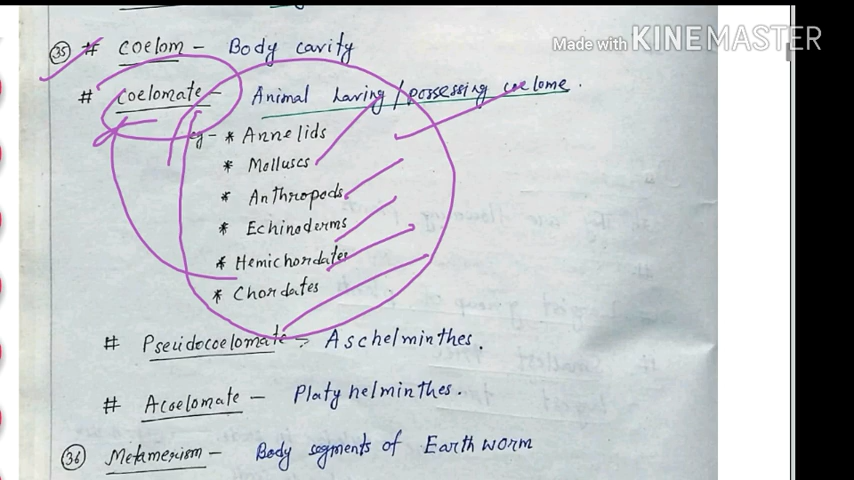 Made with KINEMASTER
35 # Coelom - Body cavity
# Coelomate - Animal having / possessing coelome.
eg - * Annelids
* Molluscs
* Anthropods
* Echinoderms
* Hemichordates
* Chordates
# Pseudocoelomate - Aschelminthes.
# Acoelomate - Platyhelminthes.
36 Metamerism - Body segments of Earthworm